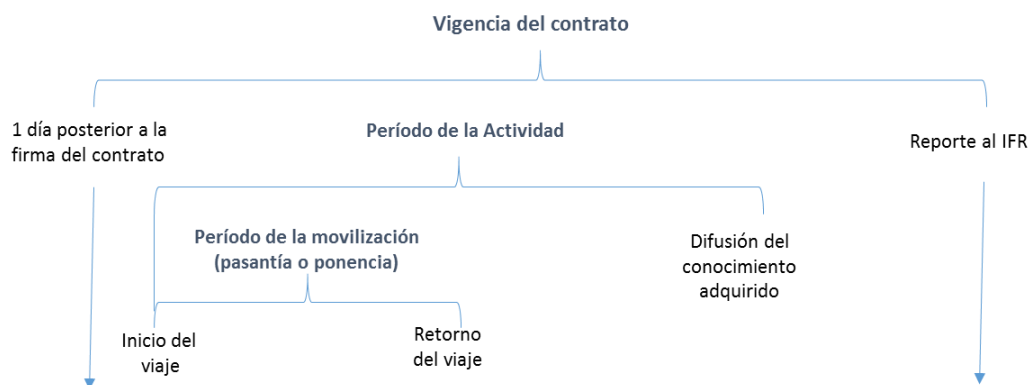 Vigencia del contrato
1 día posterior a la
firma del contrato
Período de la Actividad
Reporte al IFR
Período de la movilización
(pasantía o ponencia)
Difusión del
conocimiento
adquirido
Inicio del
viaje
Retorno
del viaje